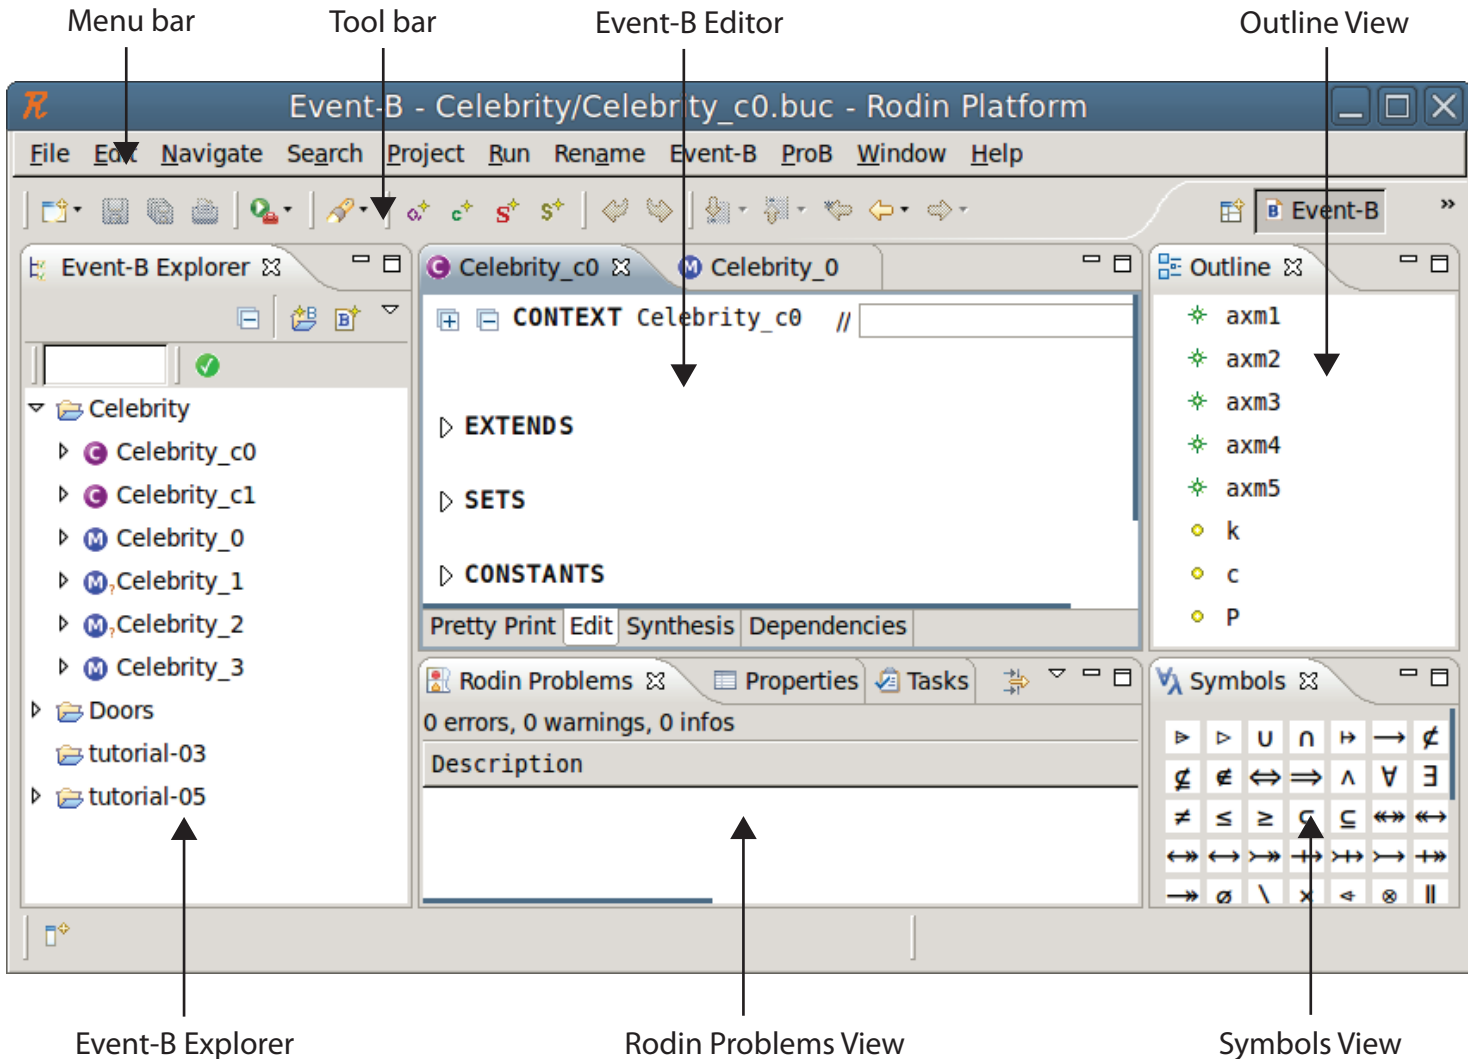 Menu bar Tool bar Event-B Editor Outline View
Event-B - Celebrity/Celebrity_c0.buc - Rodin Platform
File Edit Navigate Search Project Run Rename Event-B ProB Window Help
Event-B »
Event-B Explorer
Celebrity
Celebrity_c0
Celebrity_c1
Celebrity_0
Celebrity_1
Celebrity_2
Celebrity_3
Doors
tutorial-03
tutorial-05
Celebrity_c0 Celebrity_0
CONTEXT Celebrity_c0 //
EXTENDS
SETS
CONSTANTS
Pretty Print Edit Synthesis Dependencies
Outline
axm1
axm2
axm3
axm4
axm5
k
c
P
Rodin Problems Properties Tasks
0 errors, 0 warnings, 0 infos
Description
Symbols
⩥ ▷ ∪ ∩ ↦ → ⊄
⊈ ∉ ⇔ ⇒ ∧ ∀ ∃
≠ ≤ ≥ ⊂ ⊆
∅ \ × ⩤ ⊗ ∥
Event-B Explorer Rodin Problems View Symbols View